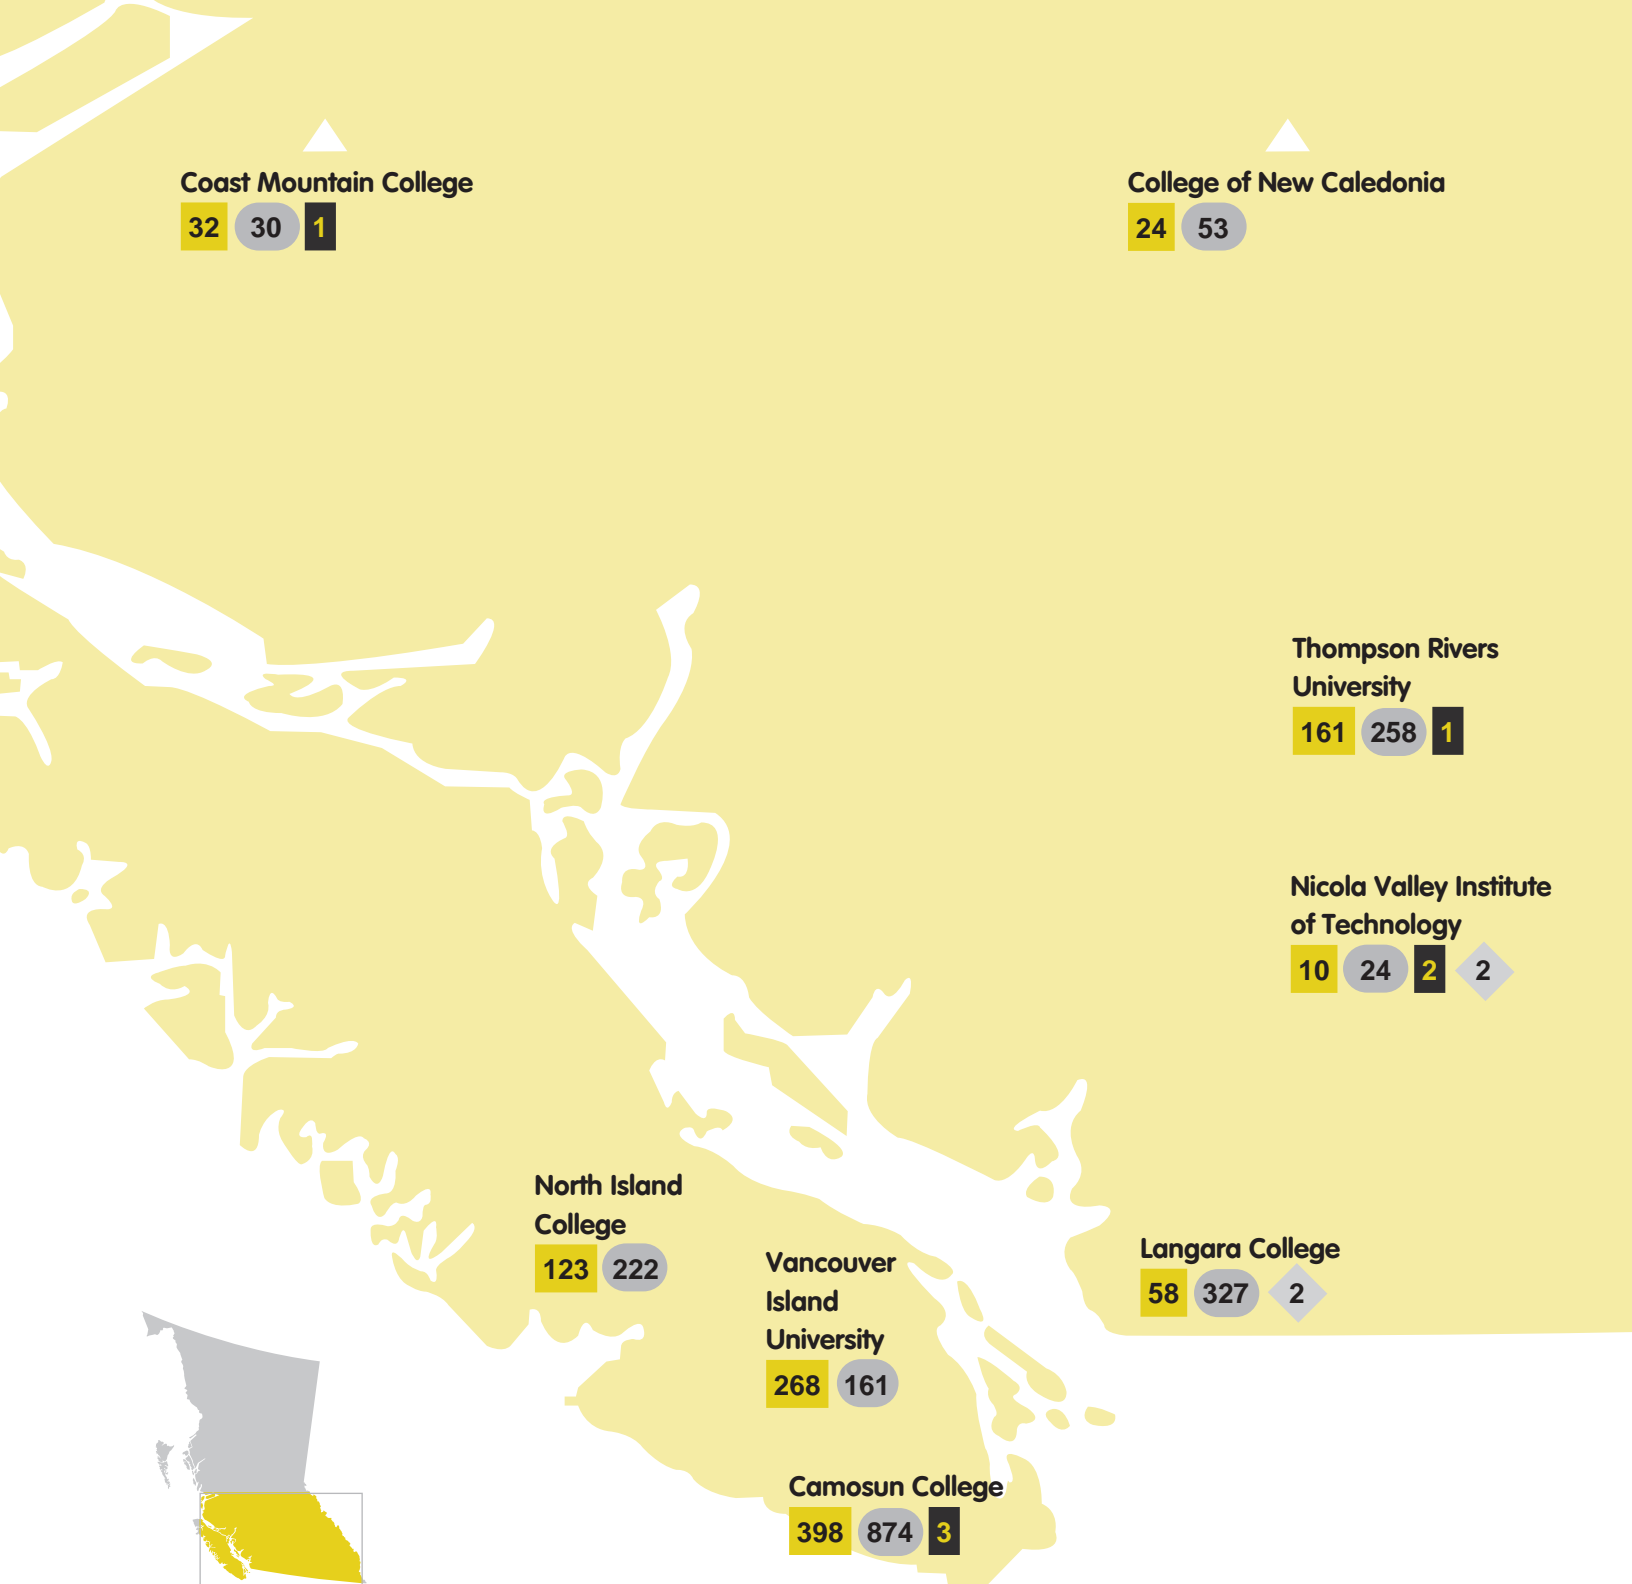 Coast Mountain College
32 30 1
College of New Caledonia
24 53
Thompson Rivers
University
161 258 1
Nicola Valley Institute
of Technology
10 24 2 2
North Island
College
123 222
Vancouver
Island
University
268 161
Langara College
58 327 2
Camosun College
398 874 3